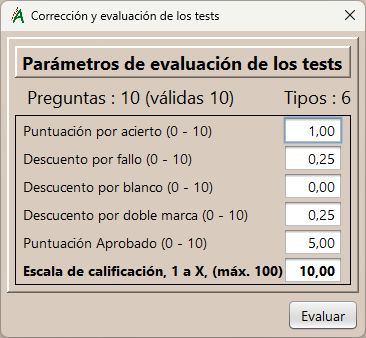 Corrección y evaluación de los tests
Parámetros de evaluación de los tests
Preguntas : 10 (válidas 10) Tipos : 6
Puntuación por acierto (0 - 10) 1,00
Descuento por fallo (0 - 10) 0,25
Descucento por blanco (0 - 10) 0,00
Descucento por doble marca (0 - 10) 0,25
Puntuación Aprobado (0 - 10) 5,00
Escala de calificación, 1 a X, (máx. 100) 10,00
Evaluar